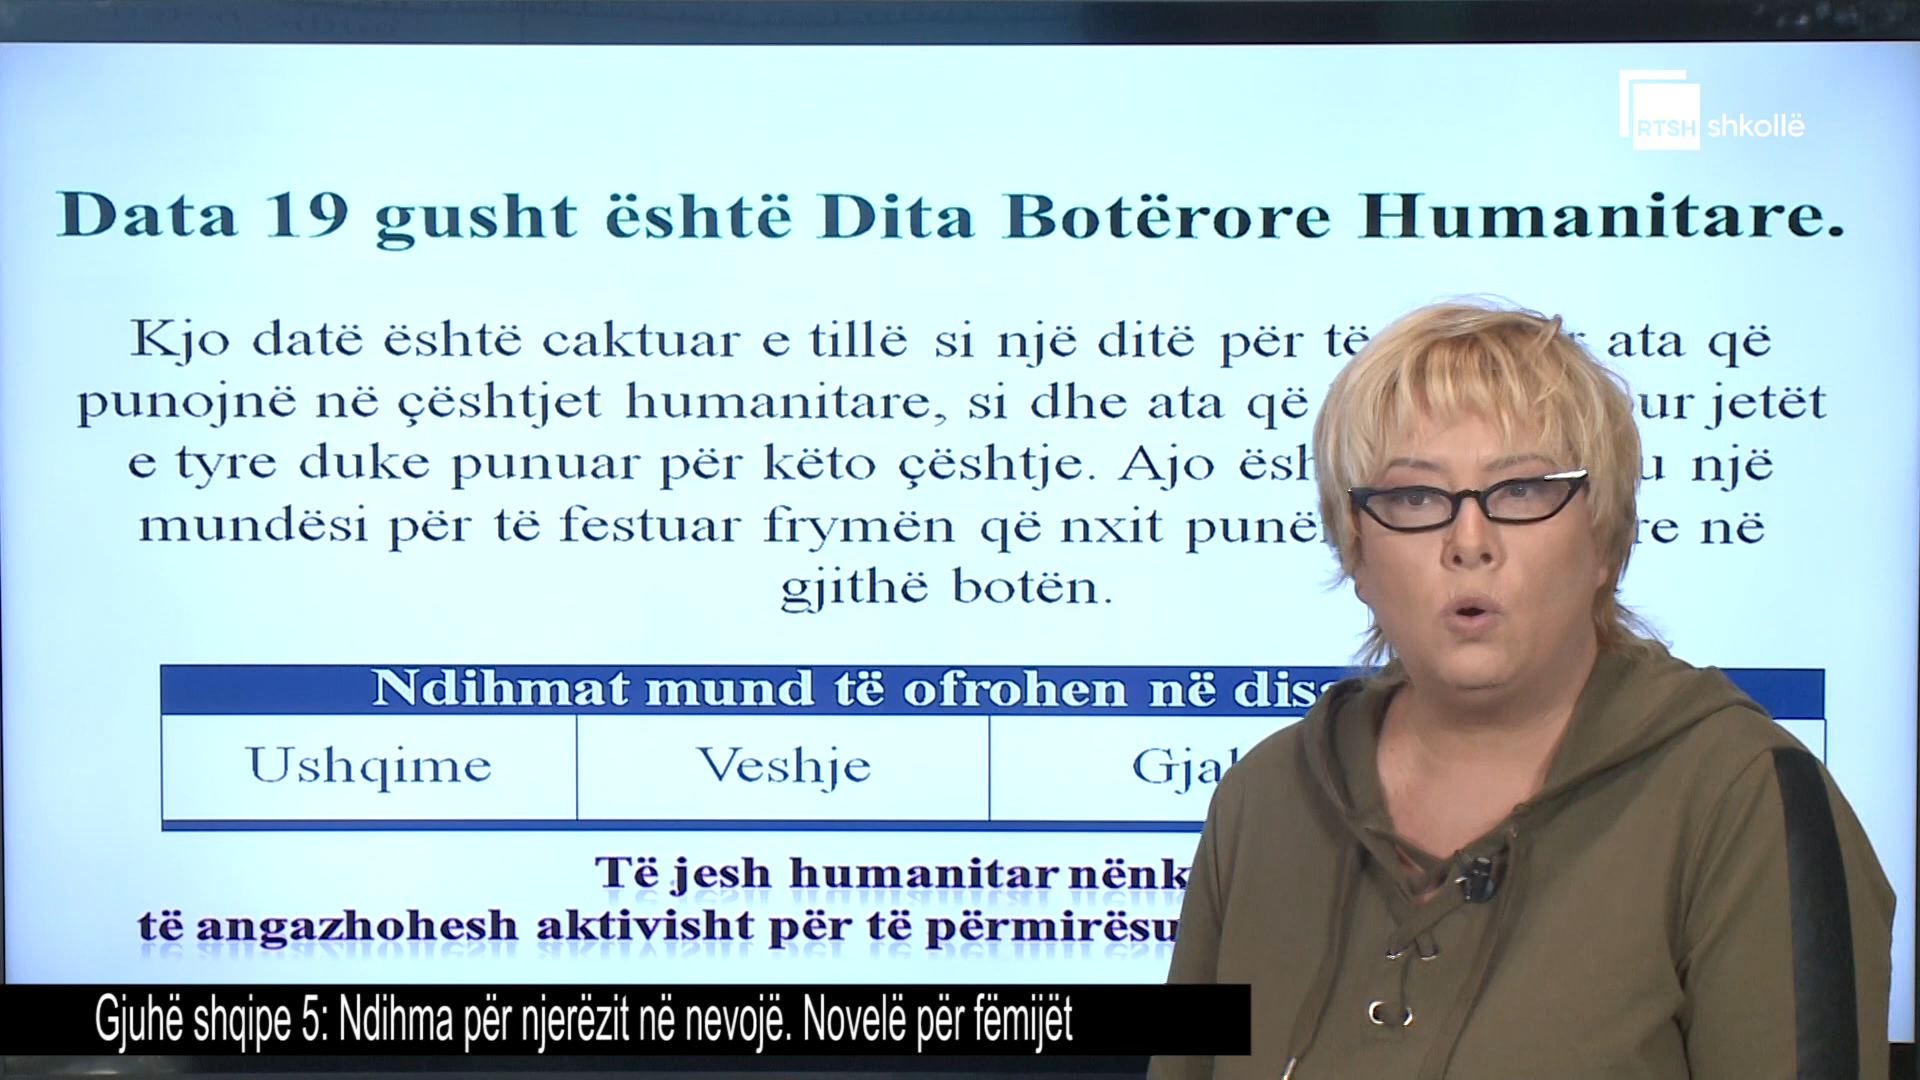 RTSH shkollë
Data 19 gusht është Dita Botërore Humanitare.
Kjo datë është caktuar e tillë si një ditë për të ata që
punojnë në çështjet humanitare, si dhe ata që jetët
e tyre duke punuar për këto çështje. Ajo një
mundësi për të festuar frymën që nxit në
gjithë botën.
Ndihmat mund të ofrohen në
Ushqime Veshje
Të jesh humanitar
të angazhohesh aktivisht për të
Gjuhë shqipe 5: Ndihma për njerëzit në nevojë. Novelë për fëmijët